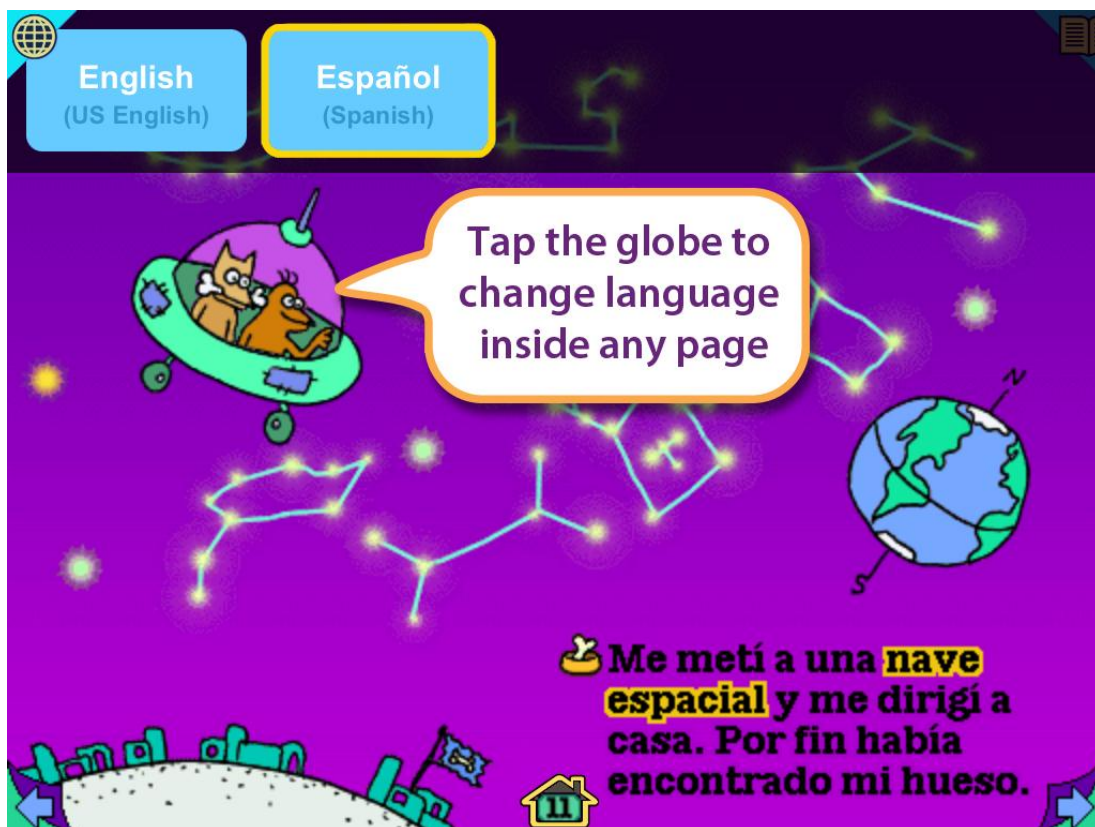 English
(US English)
Español
(Spanish)
Tap the globe to
change language
inside any page
N
S
Me metí a una nave
espacial y me dirigí a
casa. Por fin había
encontrado mi hueso.
11